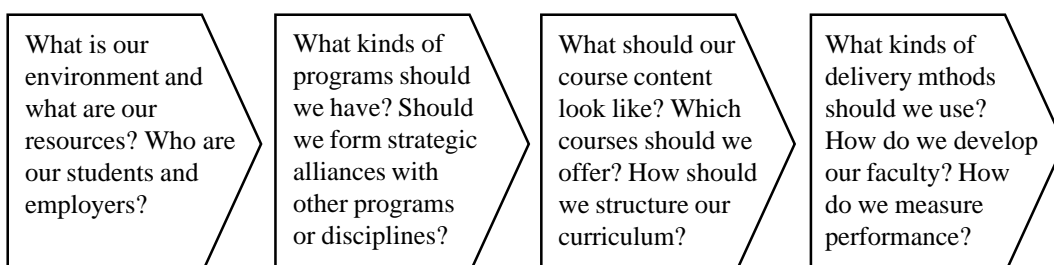 What is our
environment and
what are our
resources? Who are
our students and
employers?
What kinds of
programs should
we have? Should
we form strategic
alliances with
other programs
or disciplines?
What should our
course content
look like? Which
courses should we
offer? How should
we structure our
curriculum?
What kinds of
delivery mthods
should we use?
How do we develop
our faculty? How
do we measure
performance?